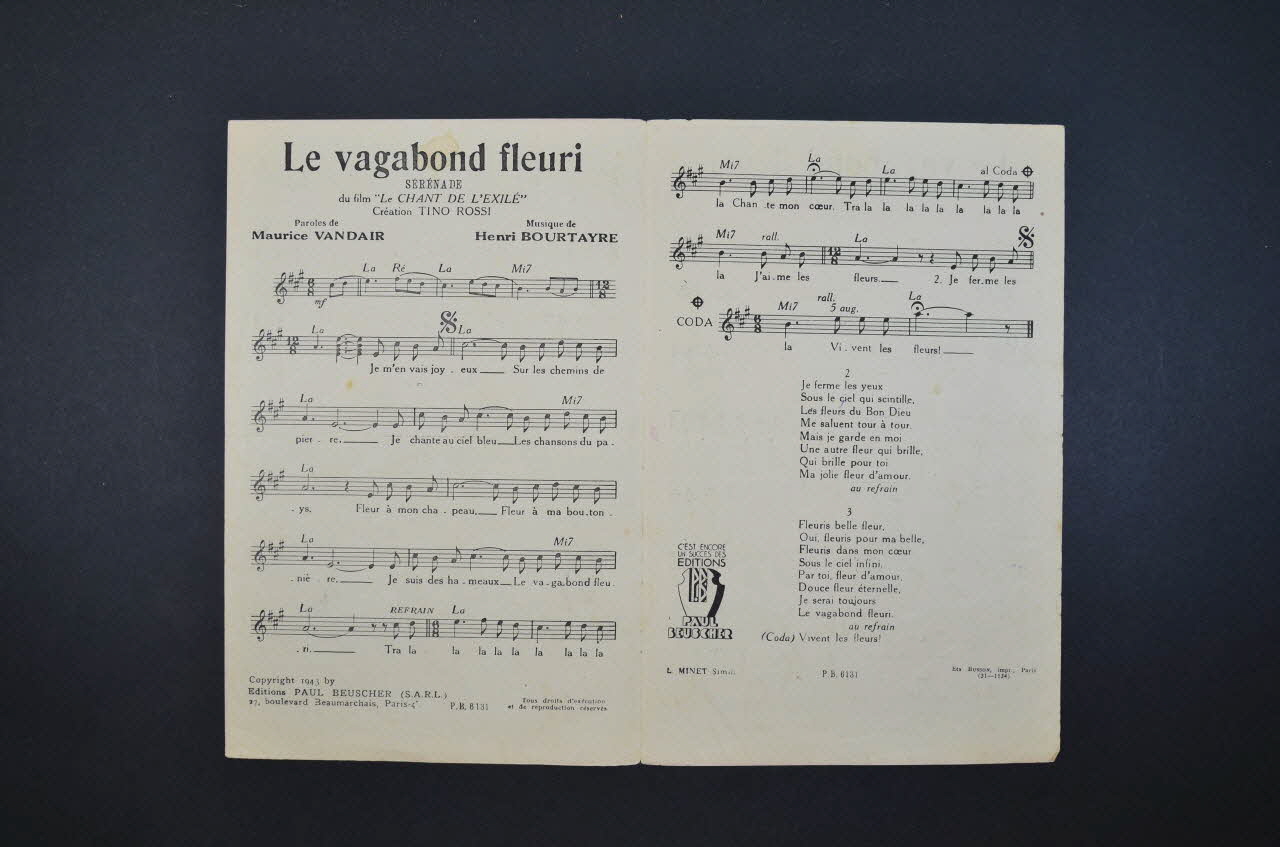 Le vagabond fleuri
SÉRÉNADE
du film "Le CHANT DE L'EXILÉ"
Création TINO ROSSI
Paroles de
Maurice VANDAIR
Musique de
Henri BOURTAYRE
La Ré La Mi7
mf
La La
Je m'en vais joy . eux Sur les chemins de
La Mi7
pier . re, Je chante au ciel bleu Les chansons du pa .
La
. ys, Fleur à mon cha . peau, Fleur à ma bou . ton .
La Mi7
. niè . re, Je suis des ha . meaux Le va . ga . bond fleu .
La REFRAIN La
. ri. Tra la la la la la la la la la
Copyright 1943 by
Editions PAUL BEUSCHER (S.A.R.L.)
27, boulevard Beaumarchais, Paris-4e
P.B. 6131
Tous droits d'exécution
et de reproduction réservés
Mi7 La La al Coda
la Chan . te mon cœur. Tra la la la la la la la la la
Mi7 rall. La
la J'ai . me les fleurs. 2. Je fer . me les
CODA
Mi7 rall. 5 aug. La
la Vi . vent les fleurs!
2
Je ferme les yeux
Sous le ciel qui scintille,
Les fleurs du Bon Dieu
Me saluent tour à tour.
Mais je garde en moi
Une autre fleur qui brille,
Qui brille pour toi
Ma jolie fleur d'amour.
au refrain
3
Fleuris belle fleur,
Oui, fleuris pour ma belle,
Fleuris dans mon cœur
Sous le ciel infini.
Par toi, fleur d'amour,
Douce fleur éternelle,
Je serai toujours
Le vagabond fleuri.
au refrain
(Coda) Vivent les fleurs!
C'EST ENCORE
UN SUCCÈS DES
EDITIONS
PB
PAUL
BEUSCHER
L. MINET-Simil.
P.B. 6131
Ets Busson, impr., Paris
(31—1124)